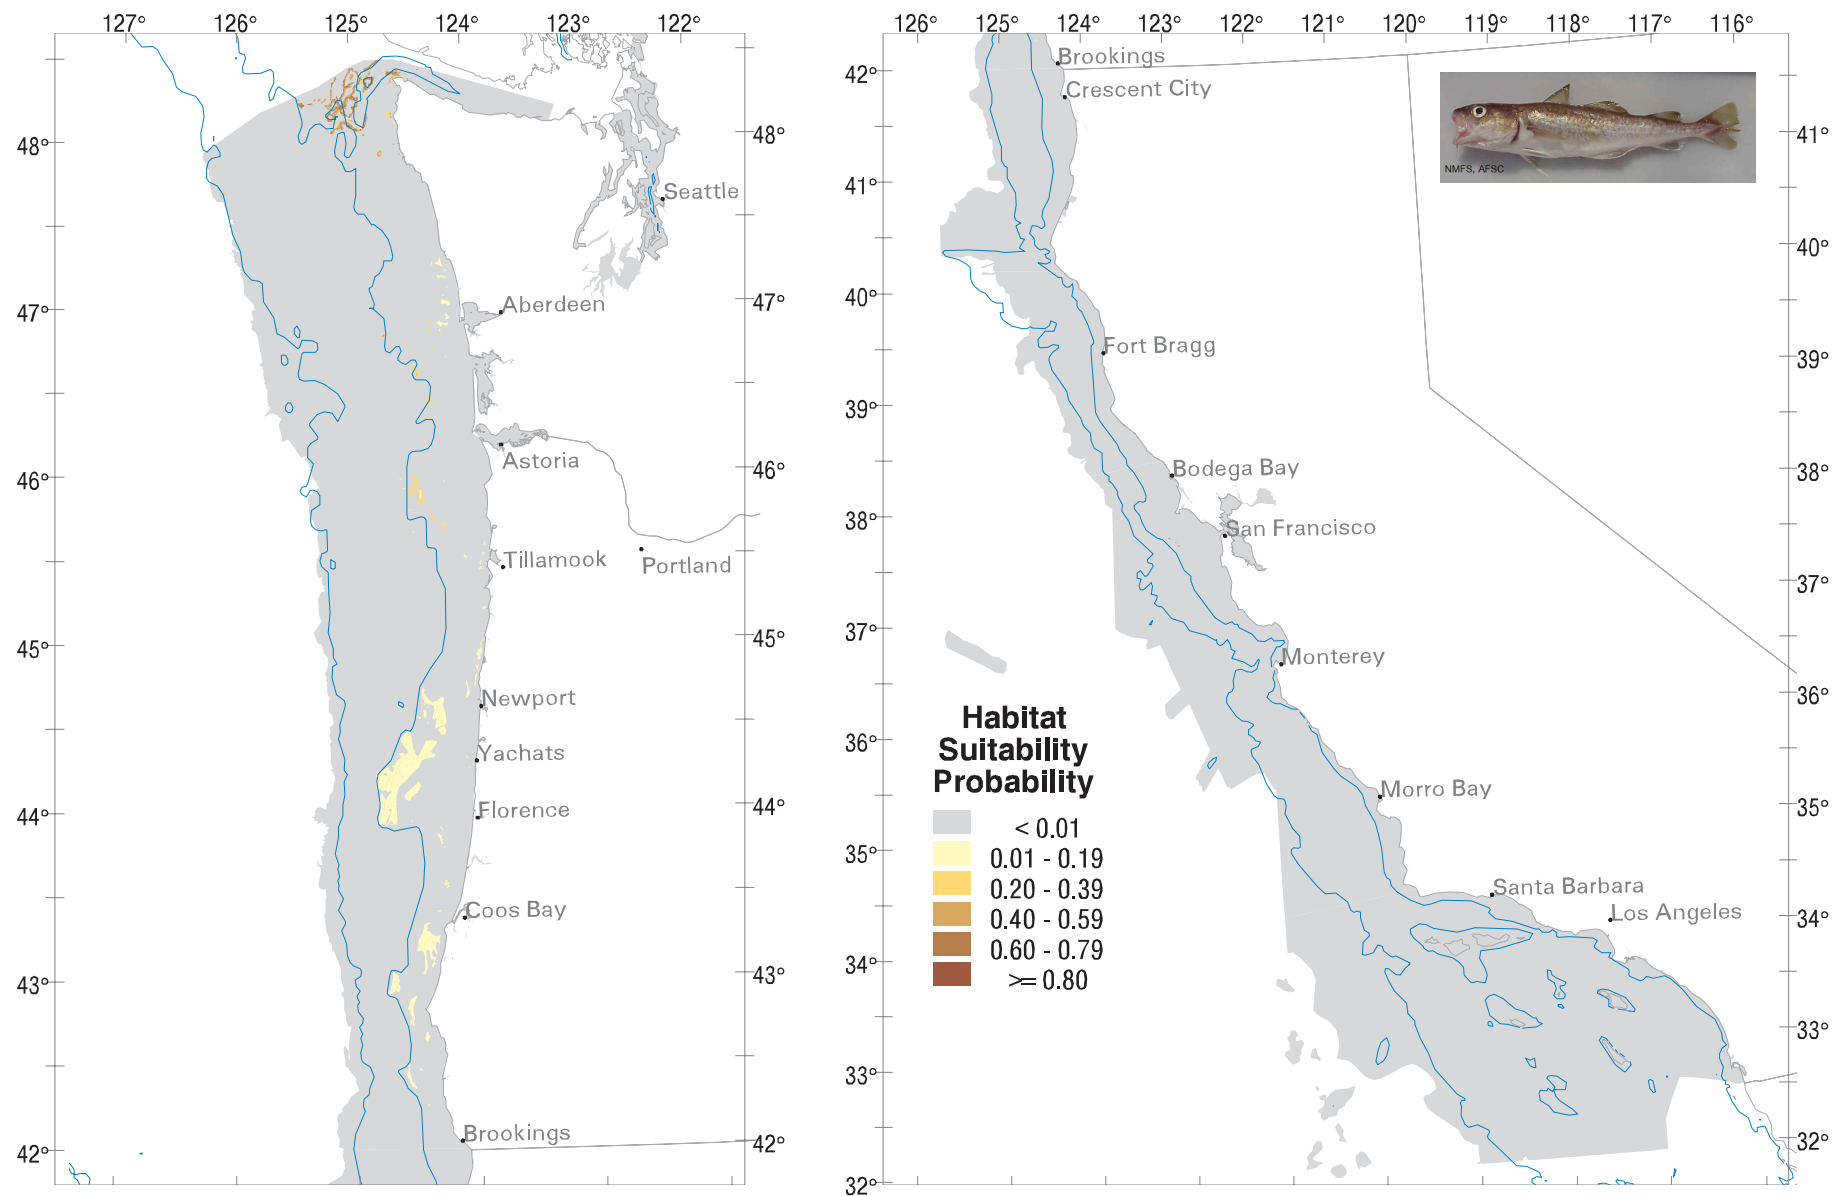 127° 126° 125° 124° 123° 122°
48° 48°
Seattle
47° 47°
Aberdeen
46° 46°
Astoria
Tillamook
Portland
45° 45°
Newport
Yachats
44° 44°
Florence
Coos Bay
43° 43°
Brookings
42° 42°
126° 125° 124° 123° 122° 121° 120° 119° 118° 117° 116°
Brookings
42°
Crescent City
41° 41°
NMFS, AFSC
40° 40°
Fort Bragg
39° 39°
Bodega Bay
38° 38°
San Francisco
37° 37°
Monterey
36° 36°
Morro Bay
35° 35°
Santa Barbara
Los Angeles
34° 34°
33° 33°
32° 32°
Habitat
Suitability
Probability
< 0.01
0.01 - 0.19
0.20 - 0.39
0.40 - 0.59
0.60 - 0.79
>= 0.80